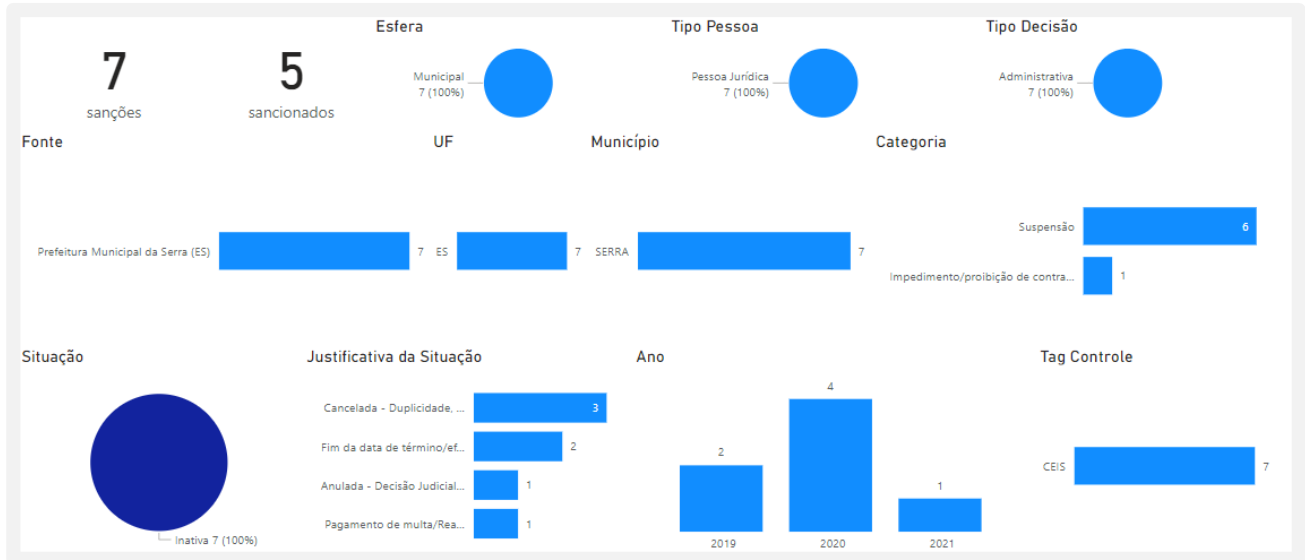 Esfera
Tipo Pessoa
Tipo Decisão
7
sanções
5
sancionados
Municipal
7 (100%)
Pessoa Jurídica
7 (100%)
Administrativa
7 (100%)
Fonte
UF
Município
Categoria
Prefeitura Municipal da Serra (ES)
7
ES
7
SERRA
7
Suspensão
6
Impedimento/proibição de contra...
1
Situação
Justificativa da Situação
Ano
Tag Controle
Inativa 7 (100%)
Cancelada - Duplicidade, ...
3
Fim da data de término/ef...
2
Anulada - Decisão Judicial...
1
Pagamento de multa/Rea...
1
2
4
1
2019
2020
2021
CEIS
7